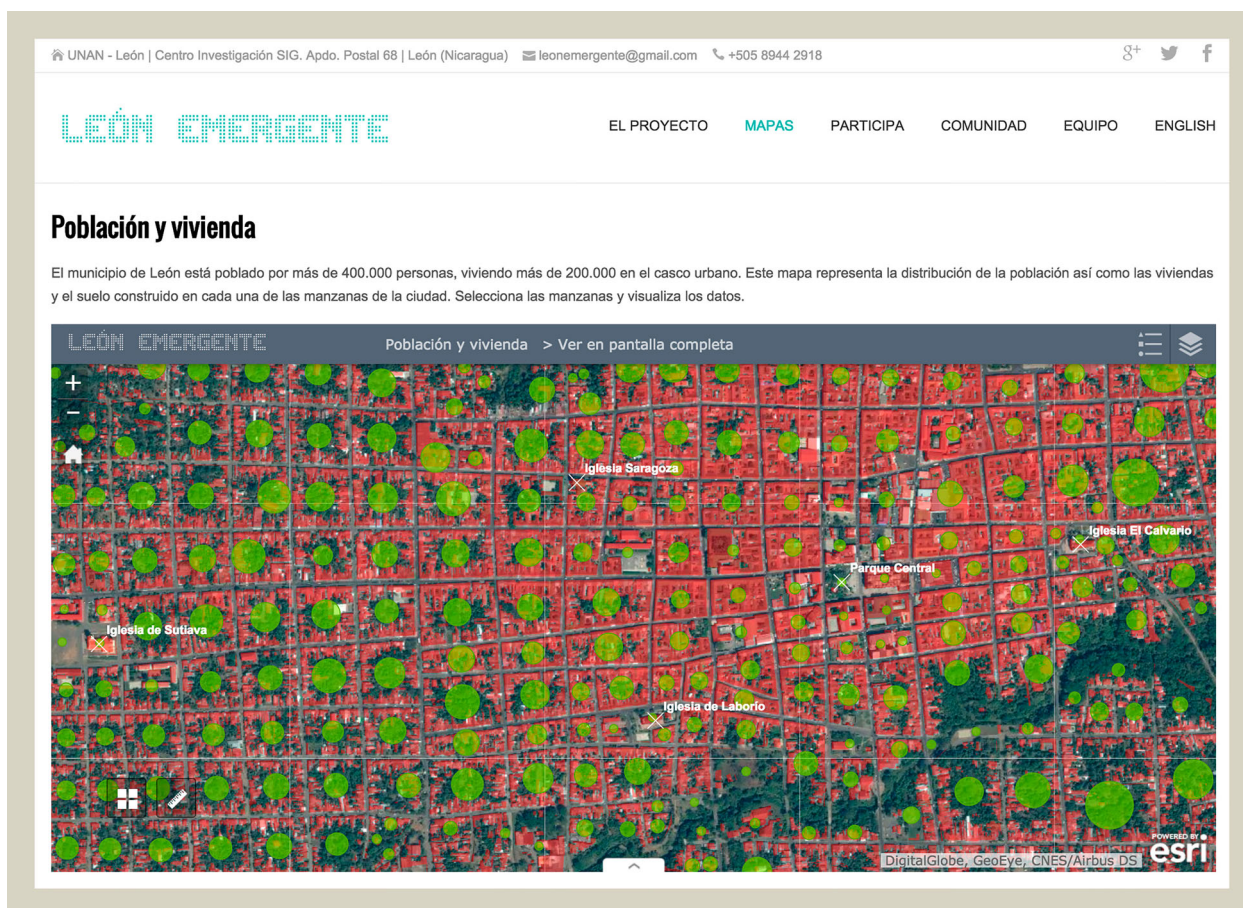 UNAN - León | Centro Investigación SIG. Apdo. Postal 68 | León (Nicaragua) leonemergente@gmail.com +505 8944 2918 g+ f
LEÓN EMERGENTE
EL PROYECTO MAPAS PARTICIPA COMUNIDAD EQUIPO ENGLISH
Población y vivienda
El municipio de León está poblado por más de 400.000 personas, viviendo más de 200.000 en el casco urbano. Este mapa representa la distribución de la población así como las viviendas
y el suelo construido en cada una de las manzanas de la ciudad. Selecciona las manzanas y visualiza los datos.
LEÓN EMERGENTE Población y vivienda > Ver en pantalla completa
Iglesia Saragoza
Iglesia El Calvario
Parque Central
Iglesia de Sutiava
Iglesia de Laborío
POWERED BY
esri
DigitalGlobe, GeoEye, CNES/Airbus DS